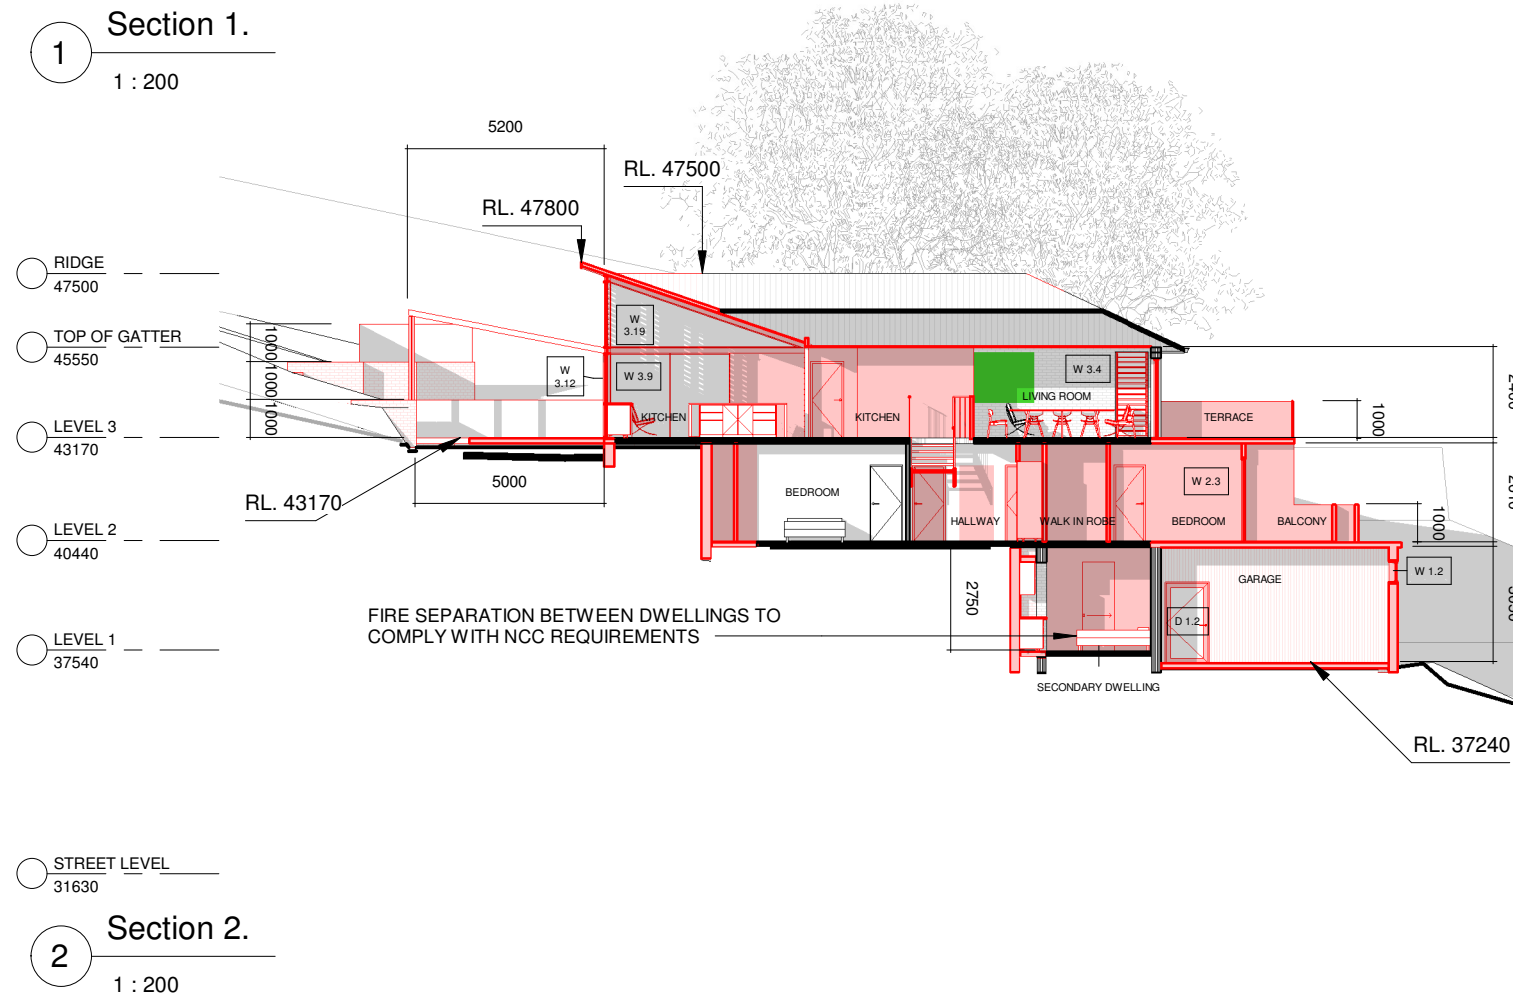 1
Section 1.
1 : 200
5200
RL. 47500
RL. 47800
RIDGE
47500
TOP OF GATTER
45550
1000
1000
1000
W
3.19
W
3.12
W 3.9
W 3.4
LIVING ROOM
KITCHEN
KITCHEN
TERRACE
1000
LEVEL 3
43170
5000
RL. 43170
BEDROOM
W 2.3
HALLWAY
WALK IN ROBE
BEDROOM
BALCONY
1000
LEVEL 2
40440
W 1.2
GARAGE
2750
FIRE SEPARATION BETWEEN DWELLINGS TO
COMPLY WITH NCC REQUIREMENTS
D 1.2
LEVEL 1
37540
SECONDARY DWELLING
RL. 37240
STREET LEVEL
31630
2
Section 2.
1 : 200